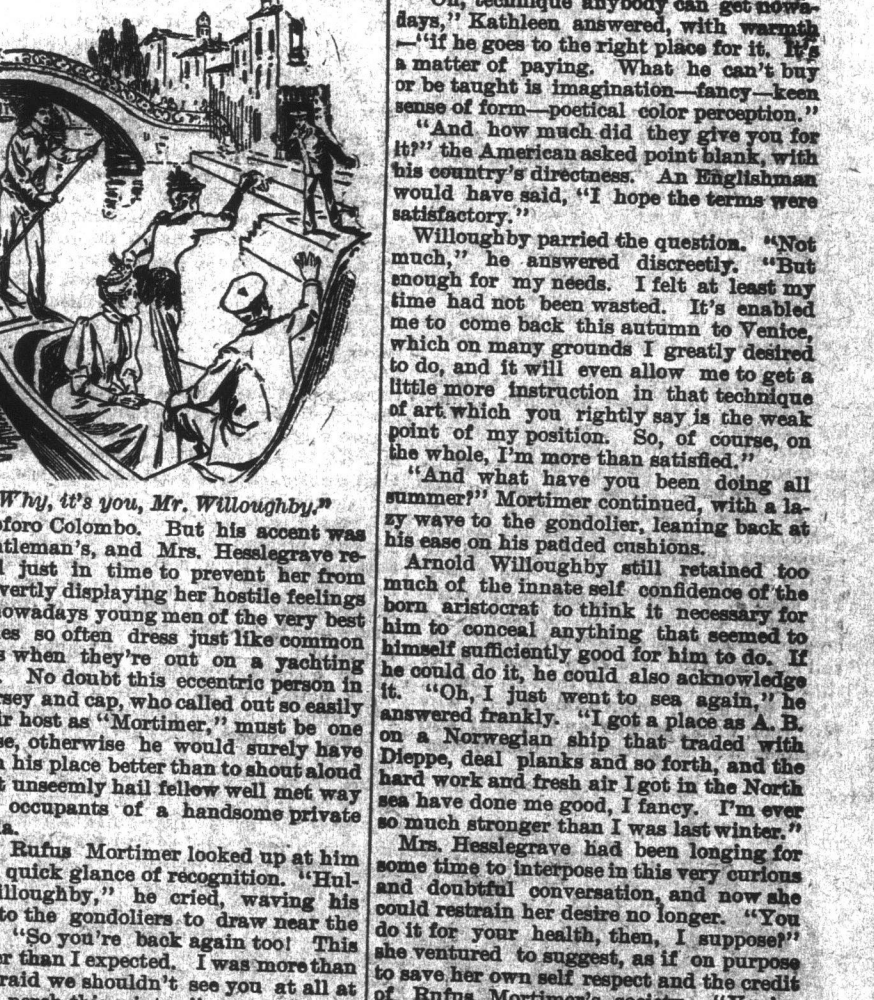 Why, it's you, Mr. Willoughby."
oforo Colombo. But his accent was
ntleman's, and Mrs. Hesslegrave re-
l just in time to prevent her from
vertly displaying her hostile feelings
nowadays young men of the very best
es so often dress just like common
s when they're out on a yachting
. No doubt this eccentric person in
rsey and cap, who called out so easily
ir host as "Mortimer," must be one
se, otherwise he would surely have
n his place better than to shout aloud
t unseemly hail fellow well met way
occupants of a handsome private
a.
Rufus Mortimer looked up at him
quick glance of recognition. "Hul-
illoughby," he cried, waving his
to the gondoliers to draw near the
"So you're back again too! This
er than I expected. I was more than
raid we shouldn't see you at all at
"Oh, technique anybody can get nowa-
days," Kathleen answered, with warmth
—"if he goes to the right place for it. It's
a matter of paying. What he can't buy
or be taught is imagination—fancy—keen
sense of form—poetical color perception."
"And how much did they give you for
it?" the American asked point blank, with
his country's directness. An Englishman
would have said, "I hope the terms were
satisfactory."
Willoughby parried the question. "Not
much," he answered discreetly. "But
enough for my needs. I felt at least my
time had not been wasted. It's enabled
me to come back this autumn to Venice,
which on many grounds I greatly desired
to do, and it will even allow me to get a
little more instruction in that technique
of art which you rightly say is the weak
point of my position. So, of course, on
the whole, I'm more than satisfied."
"And what have you been doing all
summer?" Mortimer continued, with a la-
zy wave to the gondolier, leaning back at
his ease on his padded cushions.
Arnold Willoughby still retained too
much of the innate self confidence of the
born aristocrat to think it necessary for
him to conceal anything that seemed to
himself sufficiently good for him to do. If
he could do it, he could also acknowledge
it. "Oh, I just went to sea again," he
answered frankly. "I got a place as A. B.
on a Norwegian ship that traded with
Dieppe, deal planks and so forth, and the
hard work and fresh air I got in the North
sea have done me good, I fancy. I'm ever
so much stronger than I was last winter."
Mrs. Hesslegrave had been longing for
some time to interpose in this very curious
and doubtful conversation, and now she
could restrain her desire no longer. "You
do it for your health, then, I suppose?"
she ventured to suggest, as if on purpose
to save her own self respect and the credit
of Rufus Mortimer's